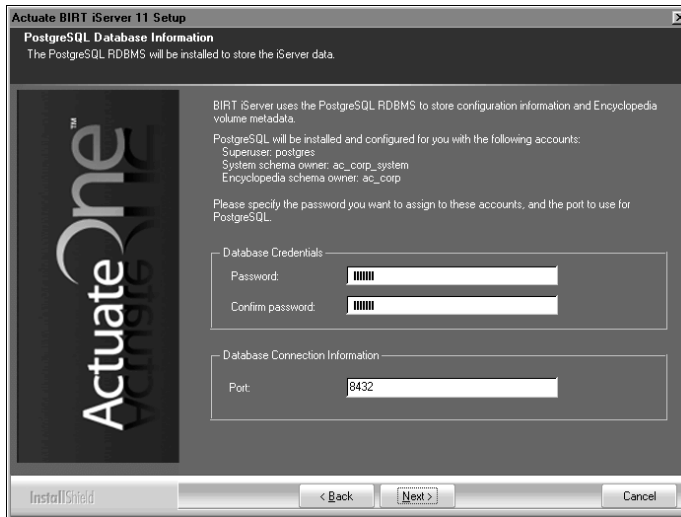 Actuate BIRT iServer 11 Setup
PostgreSQL Database Information
The PostgreSQL RDBMS will be installed to store the iServer data.
ActuateOne™
BIRT iServer uses the PostgreSQL RDBMS to store configuration information and Encyclopedia
volume metadata.
PostgreSQL will be installed and configured for you with the following accounts:
Superuser: postgres
System schema owner: ac_corp_system
Encyclopedia schema owner: ac_corp
Please specify the password you want to assign to these accounts, and the port to use for
PostgreSQL.
Database Credentials
Password:
Confirm password:
Database Connection Information
Port: 8432
InstallShield
< Back
Next >
Cancel